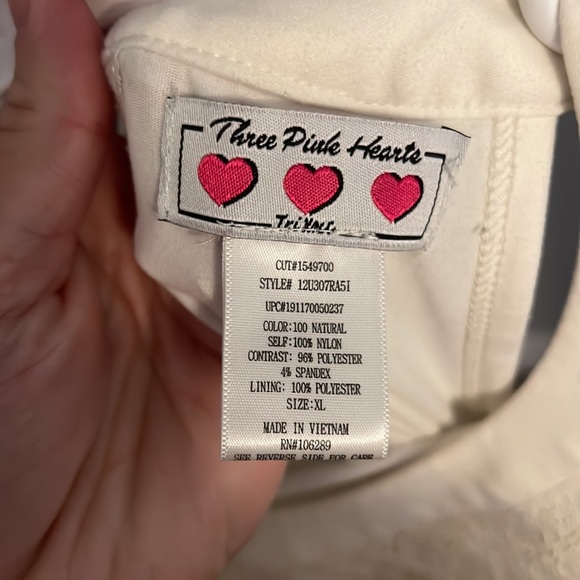 Three Pink Hearts
Trixxi
CUT#1549700
STYLE# 12U307RA5I
UPC#191170050237
COLOR:100 NATURAL
SELF:100% NYLON
CONTRAST: 96% POLYESTER
4% SPANDEX
LINING: 100% POLYESTER
SIZE:XL
MADE IN VIETNAM
RN#106289
SEE REVERSE SIDE FOR CARE